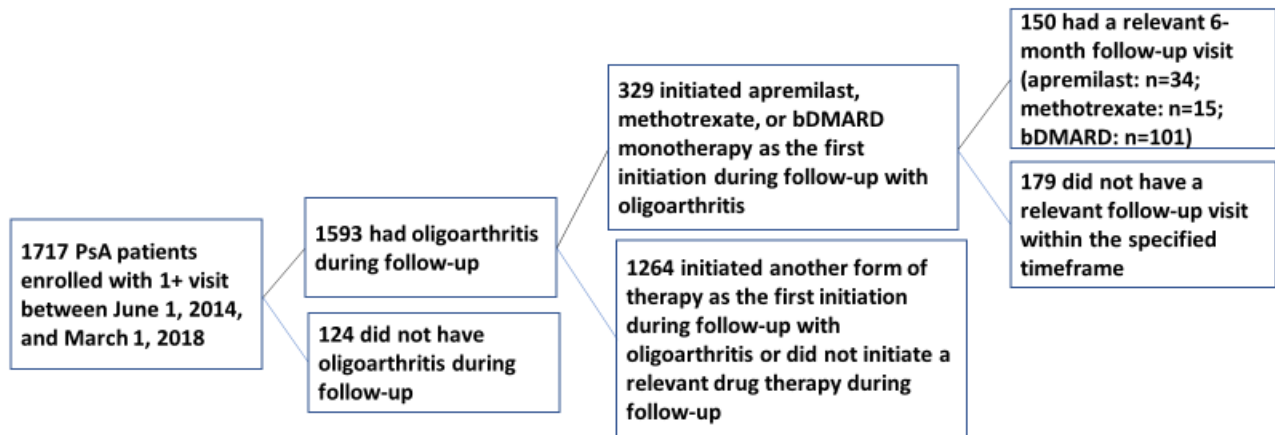 1717 PsA patients
enrolled with 1+ visit
between June 1, 2014,
and March 1, 2018
1593 had oligoarthritis
during follow-up
124 did not have
oligoarthritis during
follow-up
329 initiated apremilast,
methotrexate, or bDMARD
monotherapy as the first
initiation during follow-up with
oligoarthritis
1264 initiated another form of
therapy as the first initiation
during follow-up with
oligoarthritis or did not initiate a
relevant drug therapy during
follow-up
150 had a relevant 6-
month follow-up visit
(apremilast: n=34;
methotrexate: n=15;
bDMARD: n=101)
179 did not have a
relevant follow-up visit
within the specified
timeframe